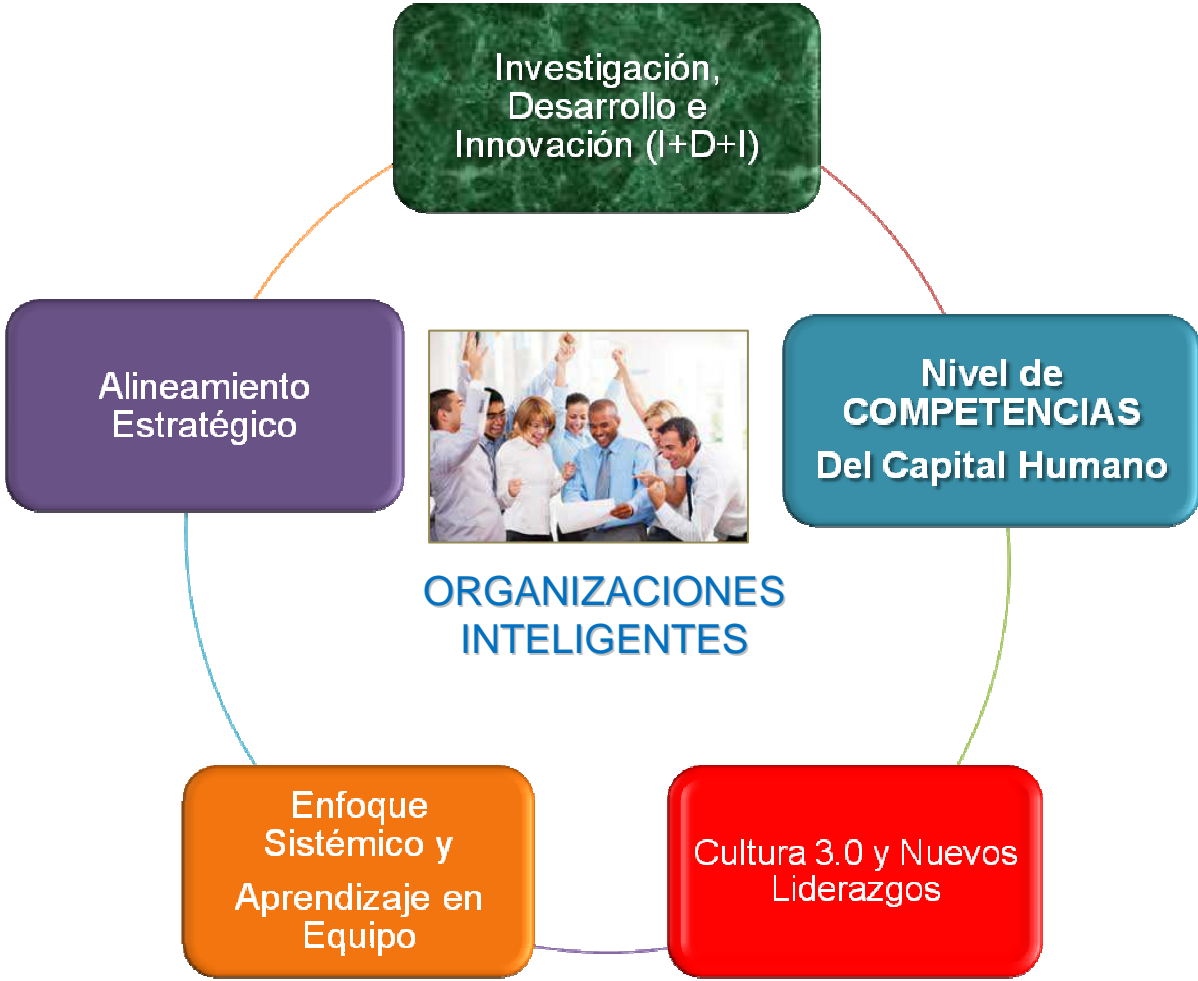 Investigación,
Desarrollo e
Innovación (I+D+I)
Alineamiento
Estratégico
Nivel de
COMPETENCIAS
Del Capital Humano
ORGANIZACIONES
INTELIGENTES
Enfoque
Sistémico y
Aprendizaje en
Equipo
Cultura 3.0 y Nuevos
Liderazgos